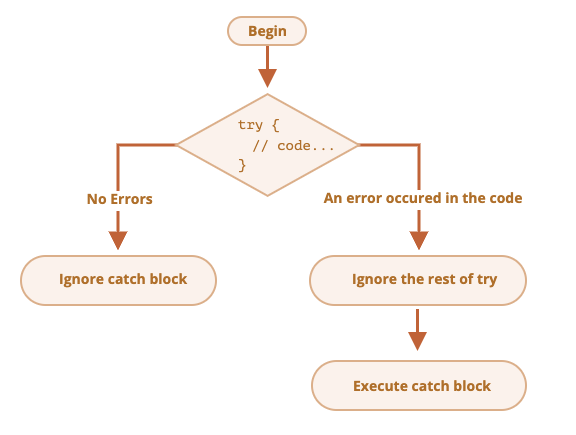 Begin
try {
// code...
}
No Errors
An error occured in the code
Ignore catch block
Ignore the rest of try
Execute catch block